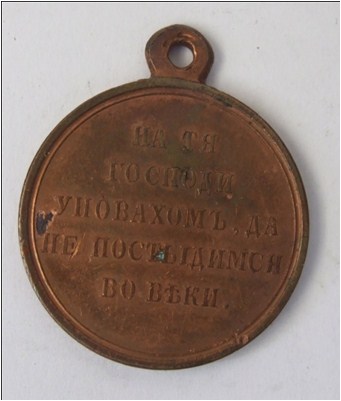 НА ТЯ
ГОСПОДИ
УПОВАХОМЪ, ДА
НЕ ПОСТЫДИМСЯ
ВО ВѢКИ.